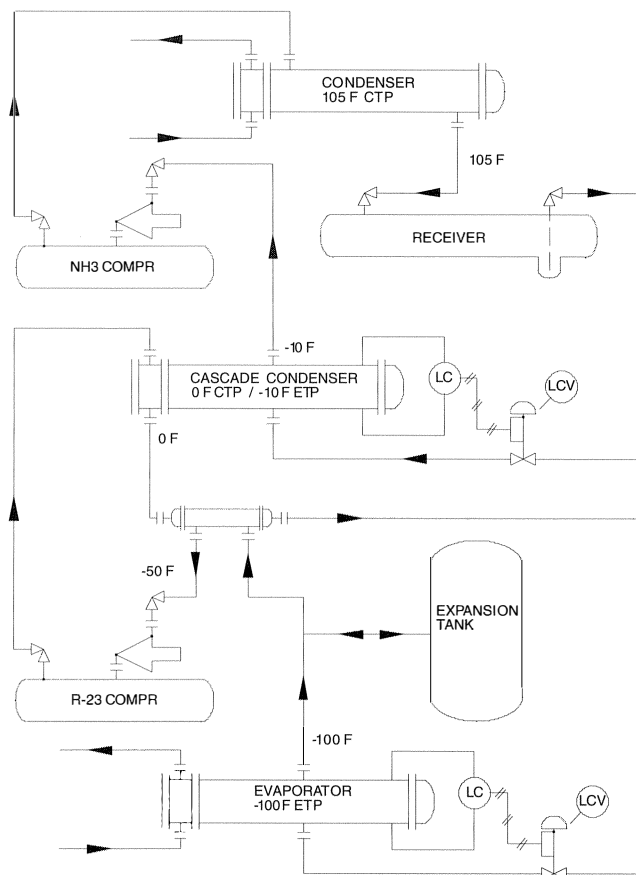 CONDENSER
105 F CTP
105 F
RECEIVER
NH3 COMPR
-10 F
CASCADE CONDENSER
0 F CTP / -10 F ETP
LC
LCV
0 F
-50 F
EXPANSION
TANK
R-23 COMPR
-100 F
EVAPORATOR
-100F ETP
LC
LCV